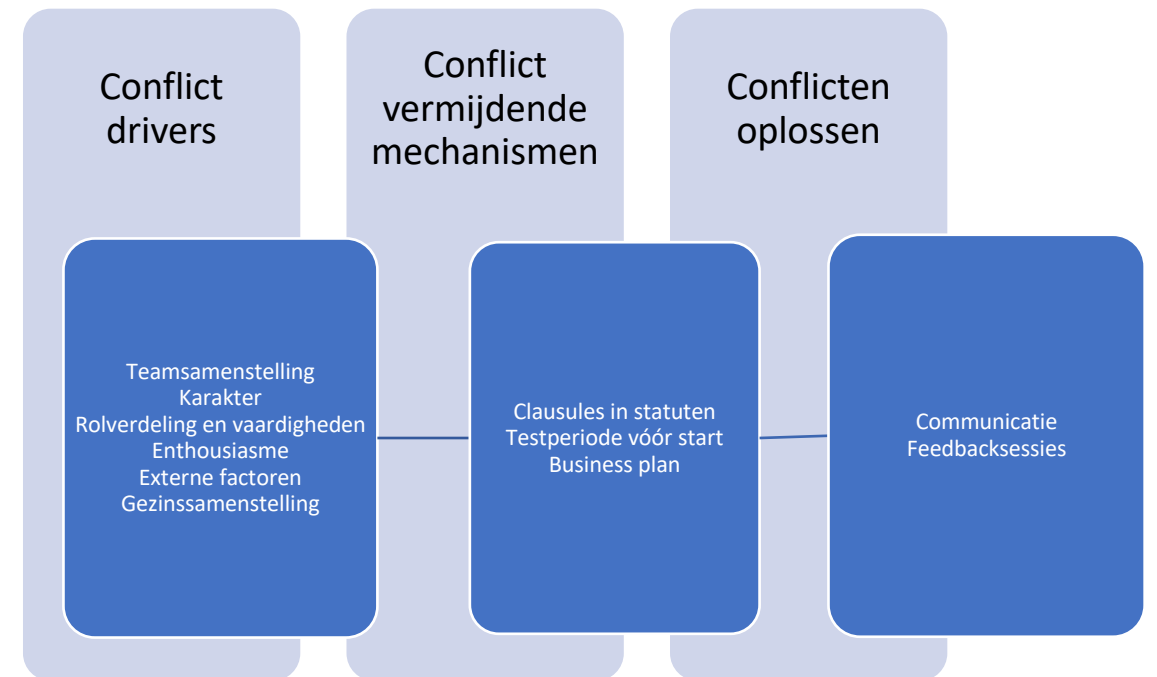 Conflict
drivers
Teamsamenstelling
Karakter
Rolverdeling en vaardigheden
Enthousiasme
Externe factoren
Gezinssamenstelling
Conflict
vermijdende
mechanismen
Clausules in statuten
Testperiode vóór start
Business plan
Conflicten
oplossen
Communicatie
Feedbacksessies